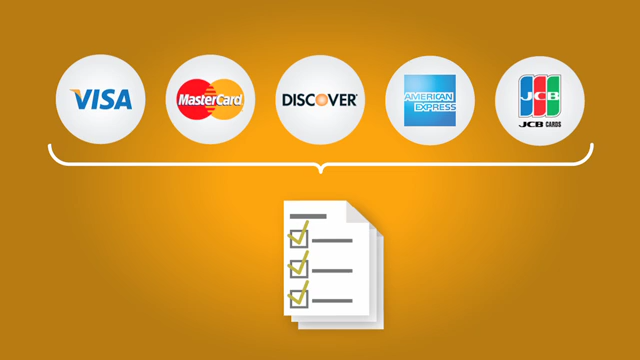 VISA
MasterCard
DISCOVER
AMERICAN
EXPRESS
JCB
JCB CARDS